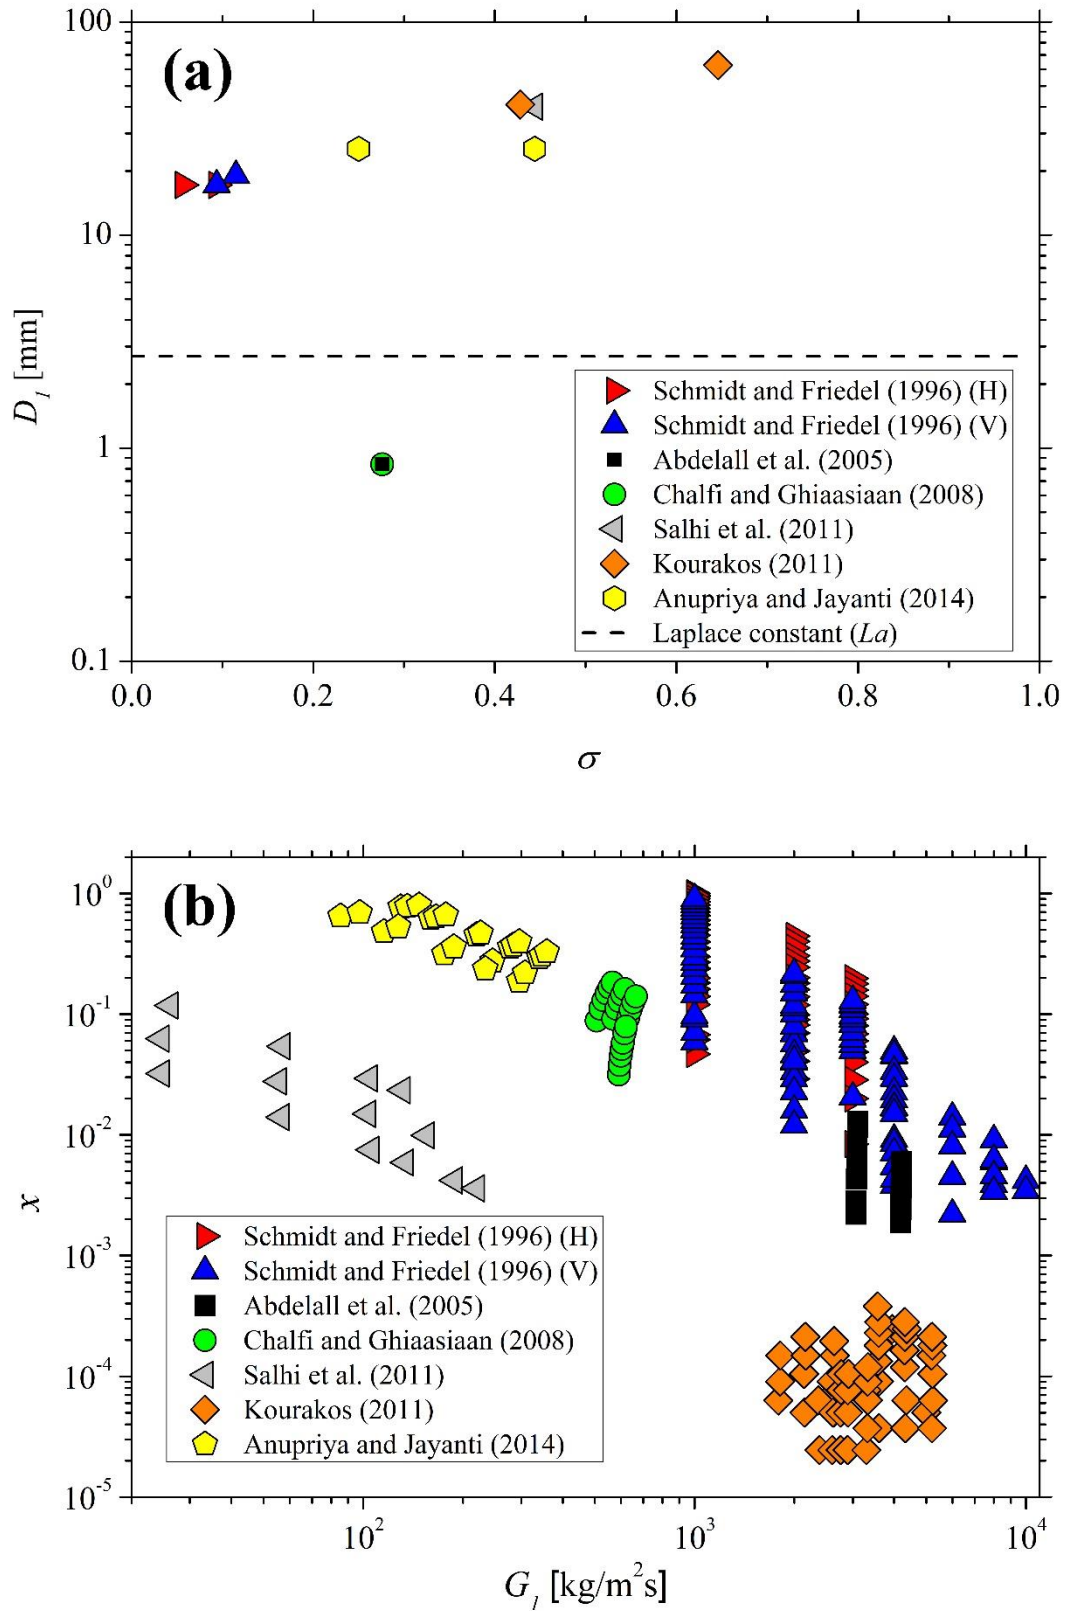 (a)
100
10
1
0.1
D1 [mm]
Schmidt and Friedel (1996) (H)
Schmidt and Friedel (1996) (V)
Abdelall et al. (2005)
Chalfi and Ghiaasiaan (2008)
Salhi et al. (2011)
Kourakos (2011)
Anupriya and Jayanti (2014)
Laplace constant (La)
0.0 0.2 0.4 0.6 0.8 1.0
σ
(b)
10^0
10^-1
10^-2
10^-3
10^-4
10^-5
x
Schmidt and Friedel (1996) (H)
Schmidt and Friedel (1996) (V)
Abdelall et al. (2005)
Chalfi and Ghiaasiaan (2008)
Salhi et al. (2011)
Kourakos (2011)
Anupriya and Jayanti (2014)
10^2 10^3 10^4
G1 [kg/m²s]